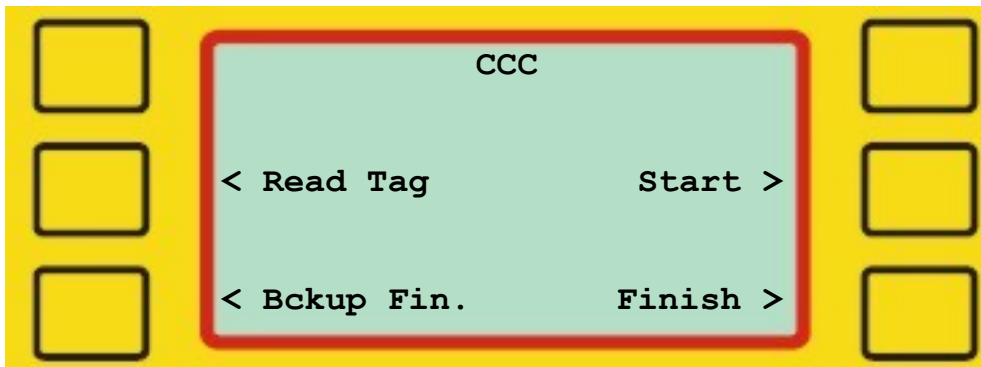 CCC
< Read Tag Start >
< Bckup Fin. Finish >